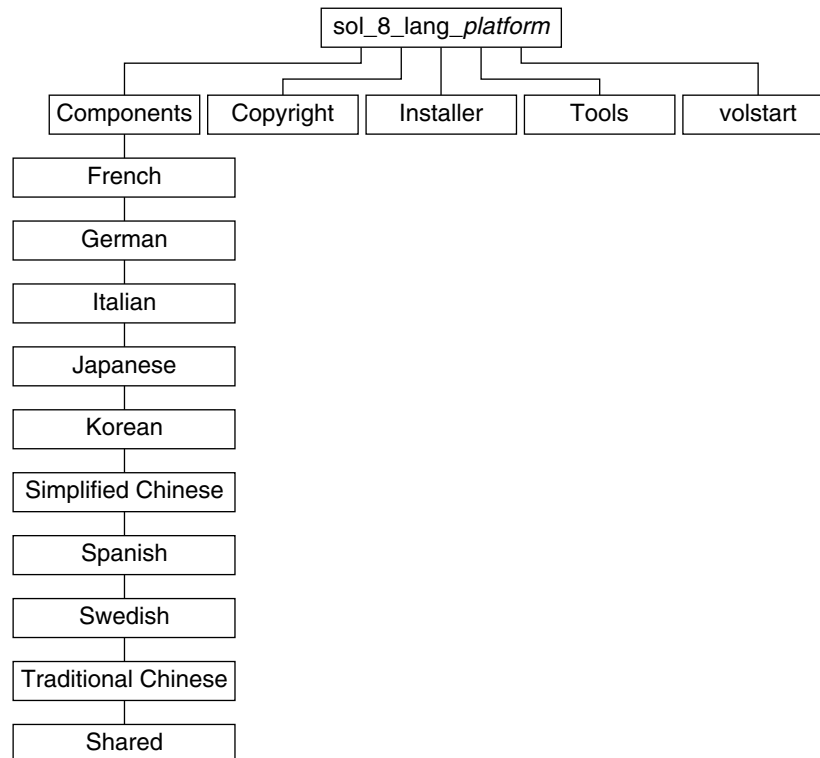 sol_8_lang_platform
Components
Copyright
Installer
Tools
volstart
French
German
Italian
Japanese
Korean
Simplified Chinese
Spanish
Swedish
Traditional Chinese
Shared